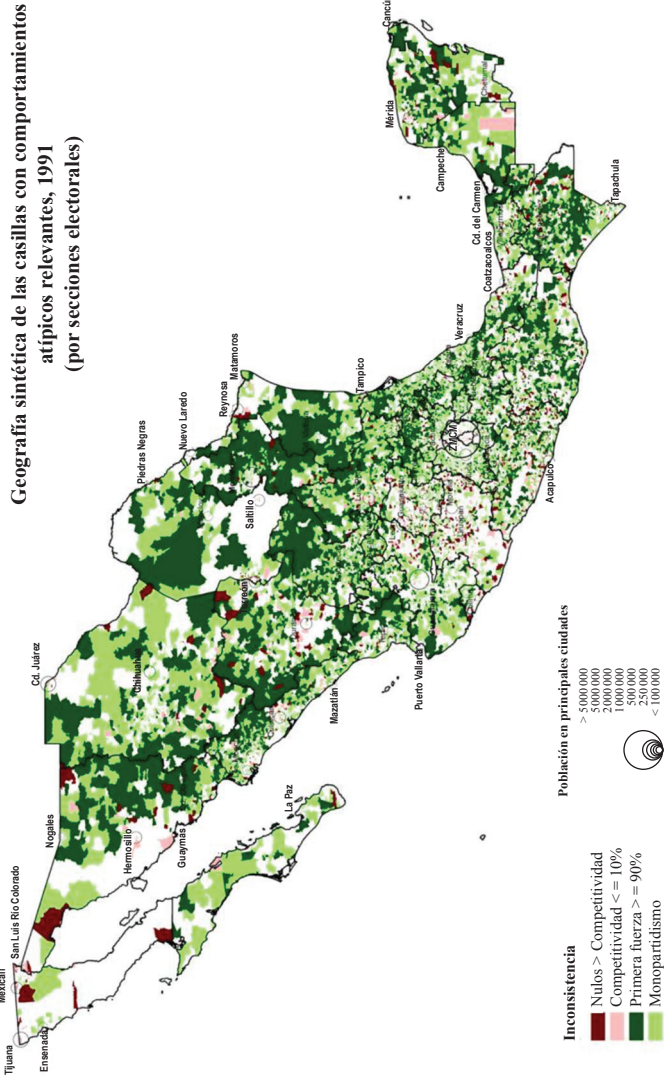 Geografía sintética de las casillas con comportamientos
atípicos relevantes, 1991
(por secciones electorales)
Tijuana
Mexicali
San Luis Río Colorado
Ensenada
Nogales
Cd. Juárez
Hermosillo
Guaymas
Chihuahua
Piedras Negras
Nuevo Laredo
Reynosa
Matamoros
Saltillo
Torreón
La Paz
Mazatlán
Tampico
Puerto Vallarta
ZMCM
Veracruz
Acapulco
Coatzacoalcos
Cd. del Carmen
Campeche
Mérida
Cancún
Chetumal
Tapachula
Inconsistencia
Nulos > Competitividad
Competitividad < = 10%
Primera fuerza > = 90%
Monopartidismo
Población en principales ciudades
> 5 000 000
5 000 000
2 000 000
1 000 000
500 000
250 000
< 100 000